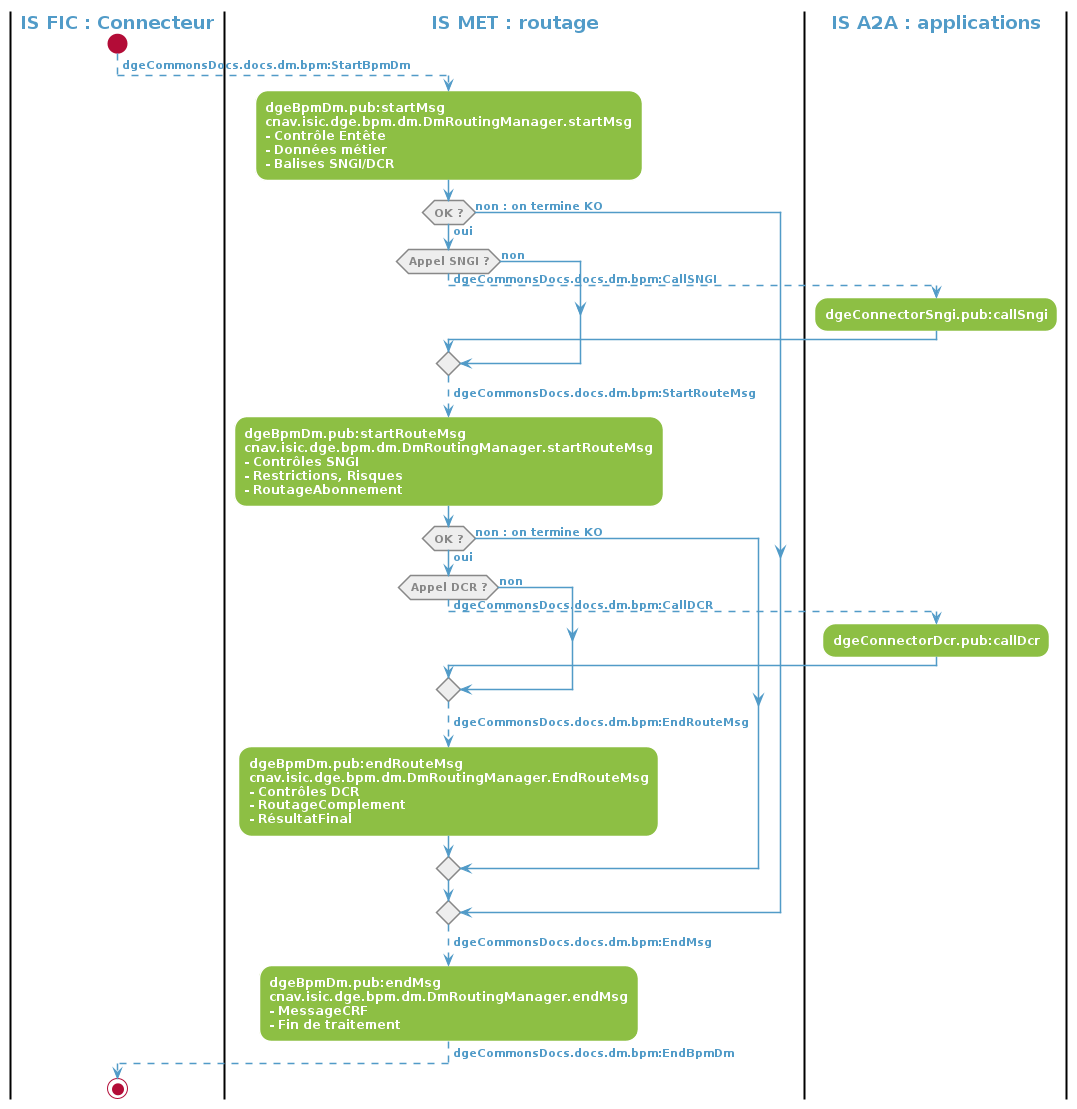 IS FIC : Connecteur
IS MET : routage
IS A2A : applications
dgeCommonsDocs.docs.dm.bpm:StartBpmDm
dgeBpmDm.pub:startMsg
cnav.isic.dge.bpm.dm.DmRoutingManager.startMsg
- Contrôle Entête
- Données métier
- Balises SNGI/DCR
OK ?
non : on termine KO
oui
Appel SNGI ?
non
dgeCommonsDocs.docs.dm.bpm:CallSNGI
dgeConnectorSngi.pub:callSngi
dgeCommonsDocs.docs.dm.bpm:StartRouteMsg
dgeBpmDm.pub:startRouteMsg
cnav.isic.dge.bpm.dm.DmRoutingManager.startRouteMsg
- Contrôles SNGI
- Restrictions, Risques
- RoutageAbonnement
OK ?
non : on termine KO
oui
Appel DCR ?
non
dgeCommonsDocs.docs.dm.bpm:CallDCR
dgeConnectorDcr.pub:callDcr
dgeCommonsDocs.docs.dm.bpm:EndRouteMsg
dgeBpmDm.pub:endRouteMsg
cnav.isic.dge.bpm.dm.DmRoutingManager.EndRouteMsg
- Contrôles DCR
- RoutageComplement
- RésultatFinal
dgeCommonsDocs.docs.dm.bpm:EndMsg
dgeBpmDm.pub:endMsg
cnav.isic.dge.bpm.dm.DmRoutingManager.endMsg
- MessageCRF
- Fin de traitement
dgeCommonsDocs.docs.dm.bpm:EndBpmDm